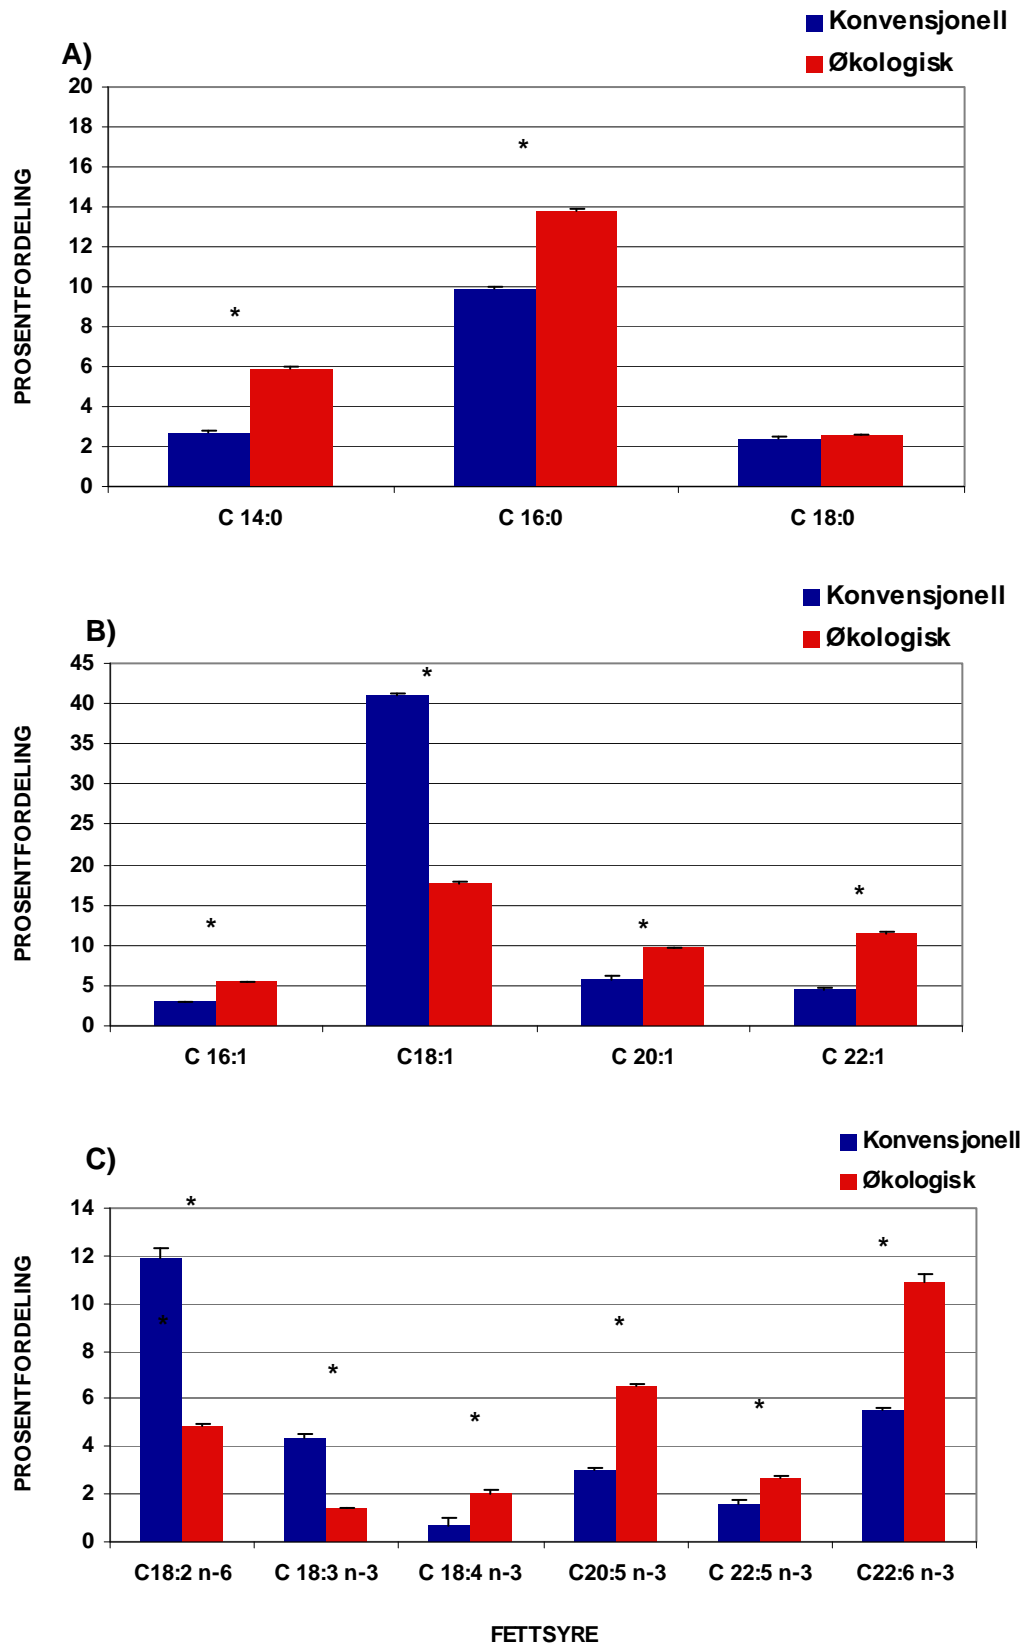 Konvensjonell
Økologisk
A)
PROSENTFORDELING
20
18
16
14
12
10
8
6
4
2
0
*
*
C 14:0 C 16:0 C 18:0
Konvensjonell
Økologisk
B)
PROSENTFORDELING
45
40
35
30
25
20
15
10
5
0
*
*
*
*
C 16:1 C18:1 C 20:1 C 22:1
Konvensjonell
Økologisk
C)
PROSENTFORDELING
14
12
10
8
6
4
2
0
*
*
*
*
*
*
*
C18:2 n-6 C 18:3 n-3 C 18:4 n-3 C20:5 n-3 C 22:5 n-3 C22:6 n-3
FETTSYRE